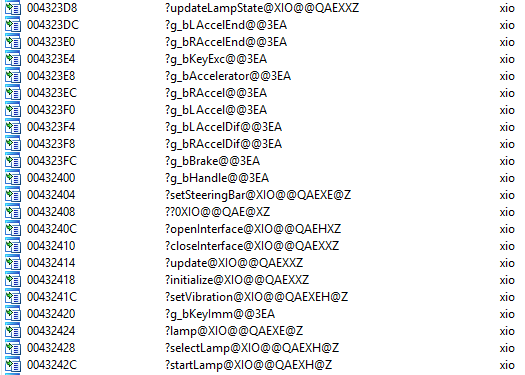 004323D8 ?updateLampState@XIO@@QAEXXZ xio
004323DC ?g_bLAccelEnd@@3EA xio
004323E0 ?g_bRAccelEnd@@3EA xio
004323E4 ?g_bKeyExc@@3EA xio
004323E8 ?g_bAccelerator@@3EA xio
004323EC ?g_bRAccel@@3EA xio
004323F0 ?g_bLAccel@@3EA xio
004323F4 ?g_bLAccelDif@@3EA xio
004323F8 ?g_bRAccelDif@@3EA xio
004323FC ?g_bBrake@@3EA xio
00432400 ?g_bHandle@@3EA xio
00432404 ?setSteeringBar@XIO@@QAEXE@Z xio
00432408 ??0XIO@@QAE@XZ xio
0043240C ?openInterface@XIO@@QAEHXZ xio
00432410 ?closeInterface@XIO@@QAEXXZ xio
00432414 ?update@XIO@@QAEXXZ xio
00432418 ?initialize@XIO@@QAEXXZ xio
0043241C ?setVibration@XIO@@QAEXEH@Z xio
00432420 ?g_bKeyImm@@3EA xio
00432424 ?lamp@XIO@@QAEXE@Z xio
00432428 ?selectLamp@XIO@@QAEXH@Z xio
0043242C ?startLamp@XIO@@QAEXH@Z xio